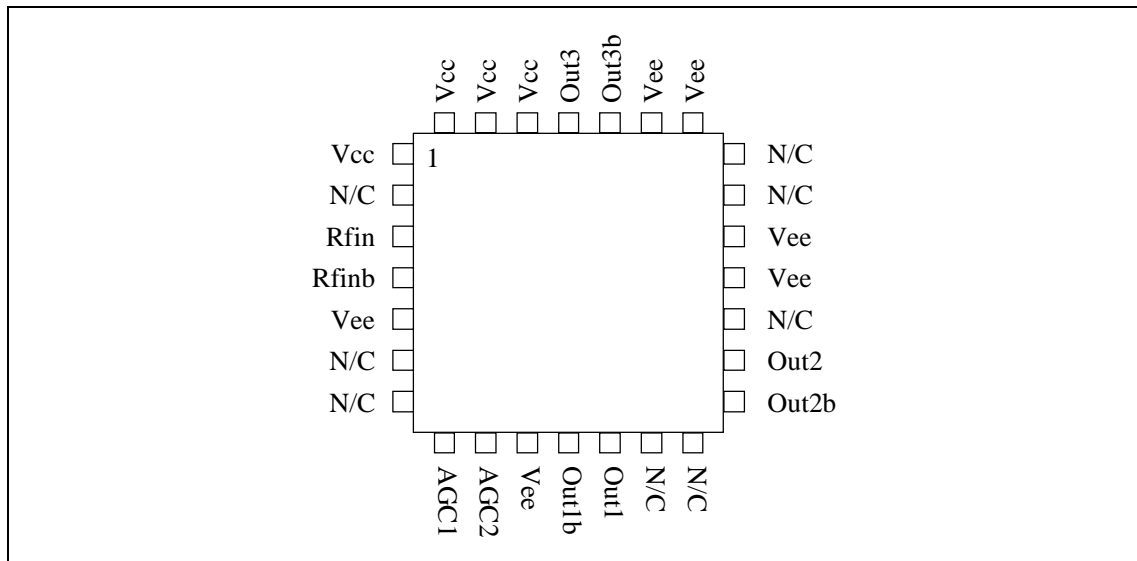 Vcc
Vcc
Vcc
Out3
Out3b
Vee
Vee
1
Vcc
N/C
Rfin
Rfinb
Vee
N/C
N/C
N/C
N/C
Vee
Vee
N/C
Out2
Out2b
AGC1
AGC2
Vee
Out1b
Out1
N/C
N/C